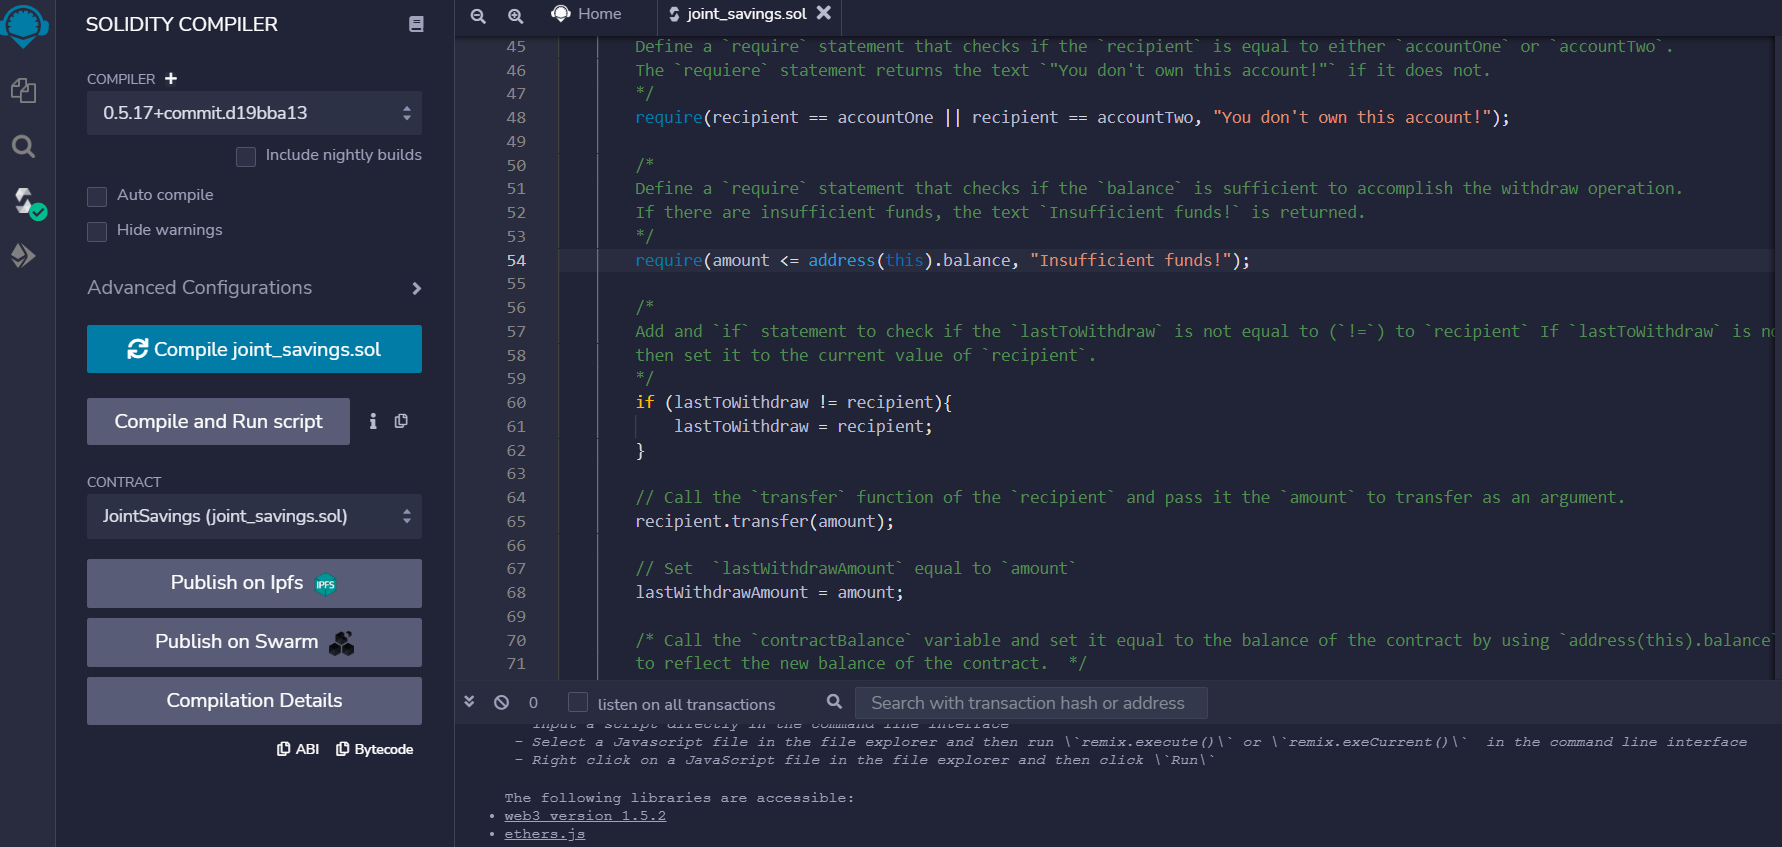 SOLIDITY COMPILER
COMPILER +
0.5.17+commit.d19bba13
Include nightly builds
Auto compile
Hide warnings
Advanced Configurations
Compile joint_savings.sol
Compile and Run script
CONTRACT
JointSavings (joint_savings.sol)
Publish on Ipfs IPFS
Publish on Swarm
Compilation Details
ABI Bytecode
Home joint_savings.sol
45 Define a `require` statement that checks if the `recipient` is equal to either `accountOne` or `accountTwo`.
46 The `requiere` statement returns the text `"You don't own this account!"` if it does not.
47 */
48 require(recipient == accountOne || recipient == accountTwo, "You don't own this account!");
49
50 /*
51 Define a `require` statement that checks if the `balance` is sufficient to accomplish the withdraw operation.
52 If there are insufficient funds, the text `Insufficient funds!` is returned.
53 */
54 require(amount <= address(this).balance, "Insufficient funds!");
55
56 /*
57 Add and `if` statement to check if the `lastToWithdraw` is not equal to (`!=`) to `recipient` If `lastToWithdraw` is
58 then set it to the current value of `recipient`.
59 */
60 if (lastToWithdraw != recipient){
61 lastToWithdraw = recipient;
62 }
63
64 // Call the `transfer` function of the `recipient` and pass it the `amount` to transfer as an argument.
65 recipient.transfer(amount);
66
67 // Set  `lastWithdrawAmount` equal to `amount`
68 lastWithdrawAmount = amount;
69
70 /* Call the `contractBalance` variable and set it equal to the balance of the contract by using `address(this).balance`
71 to reflect the new balance of the contract.  */
0 listen on all transactions Search with transaction hash or address
- Input a script directly in the command line interface
- Select a Javascript file in the file explorer and then run \`remix.execute()\` or \`remix.exeCurrent()\`  in the command line interface
- Right click on a JavaScript file in the file explorer and then click \`Run\`
The following libraries are accessible:
• web3 version 1.5.2
• ethers.js